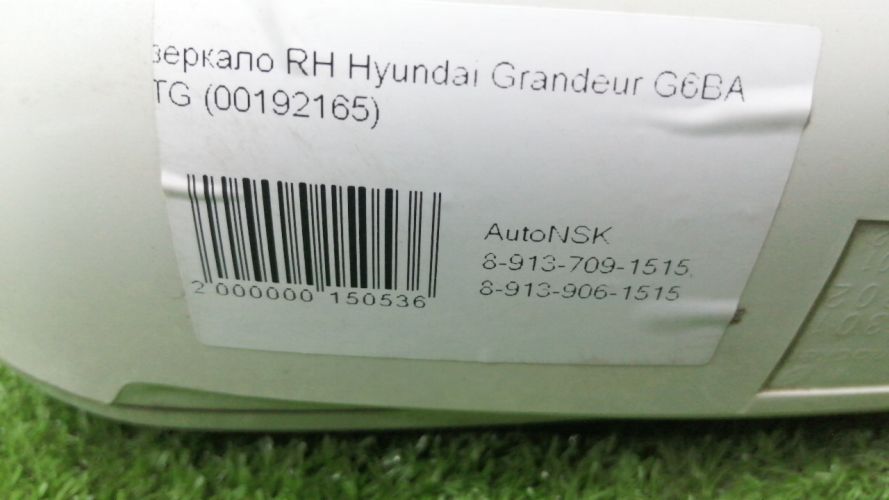 зеркало RH Hyundai Grandeur G6BA
TG (00192165)
AutoNSK
8-913-709-1515
8-913-906-1515
2 000000 150536